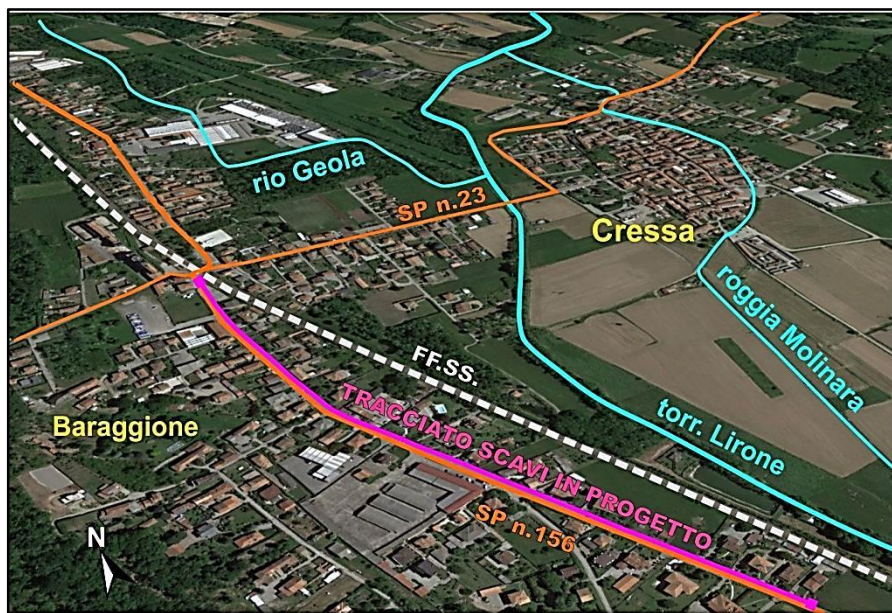 rio Geola
SP n.23
Cressa
roggia Molinara
FF.SS.
TRACCIATO SCAVI IN PROGETTO
torr. Lirone
Baraggione
SP n.156
N